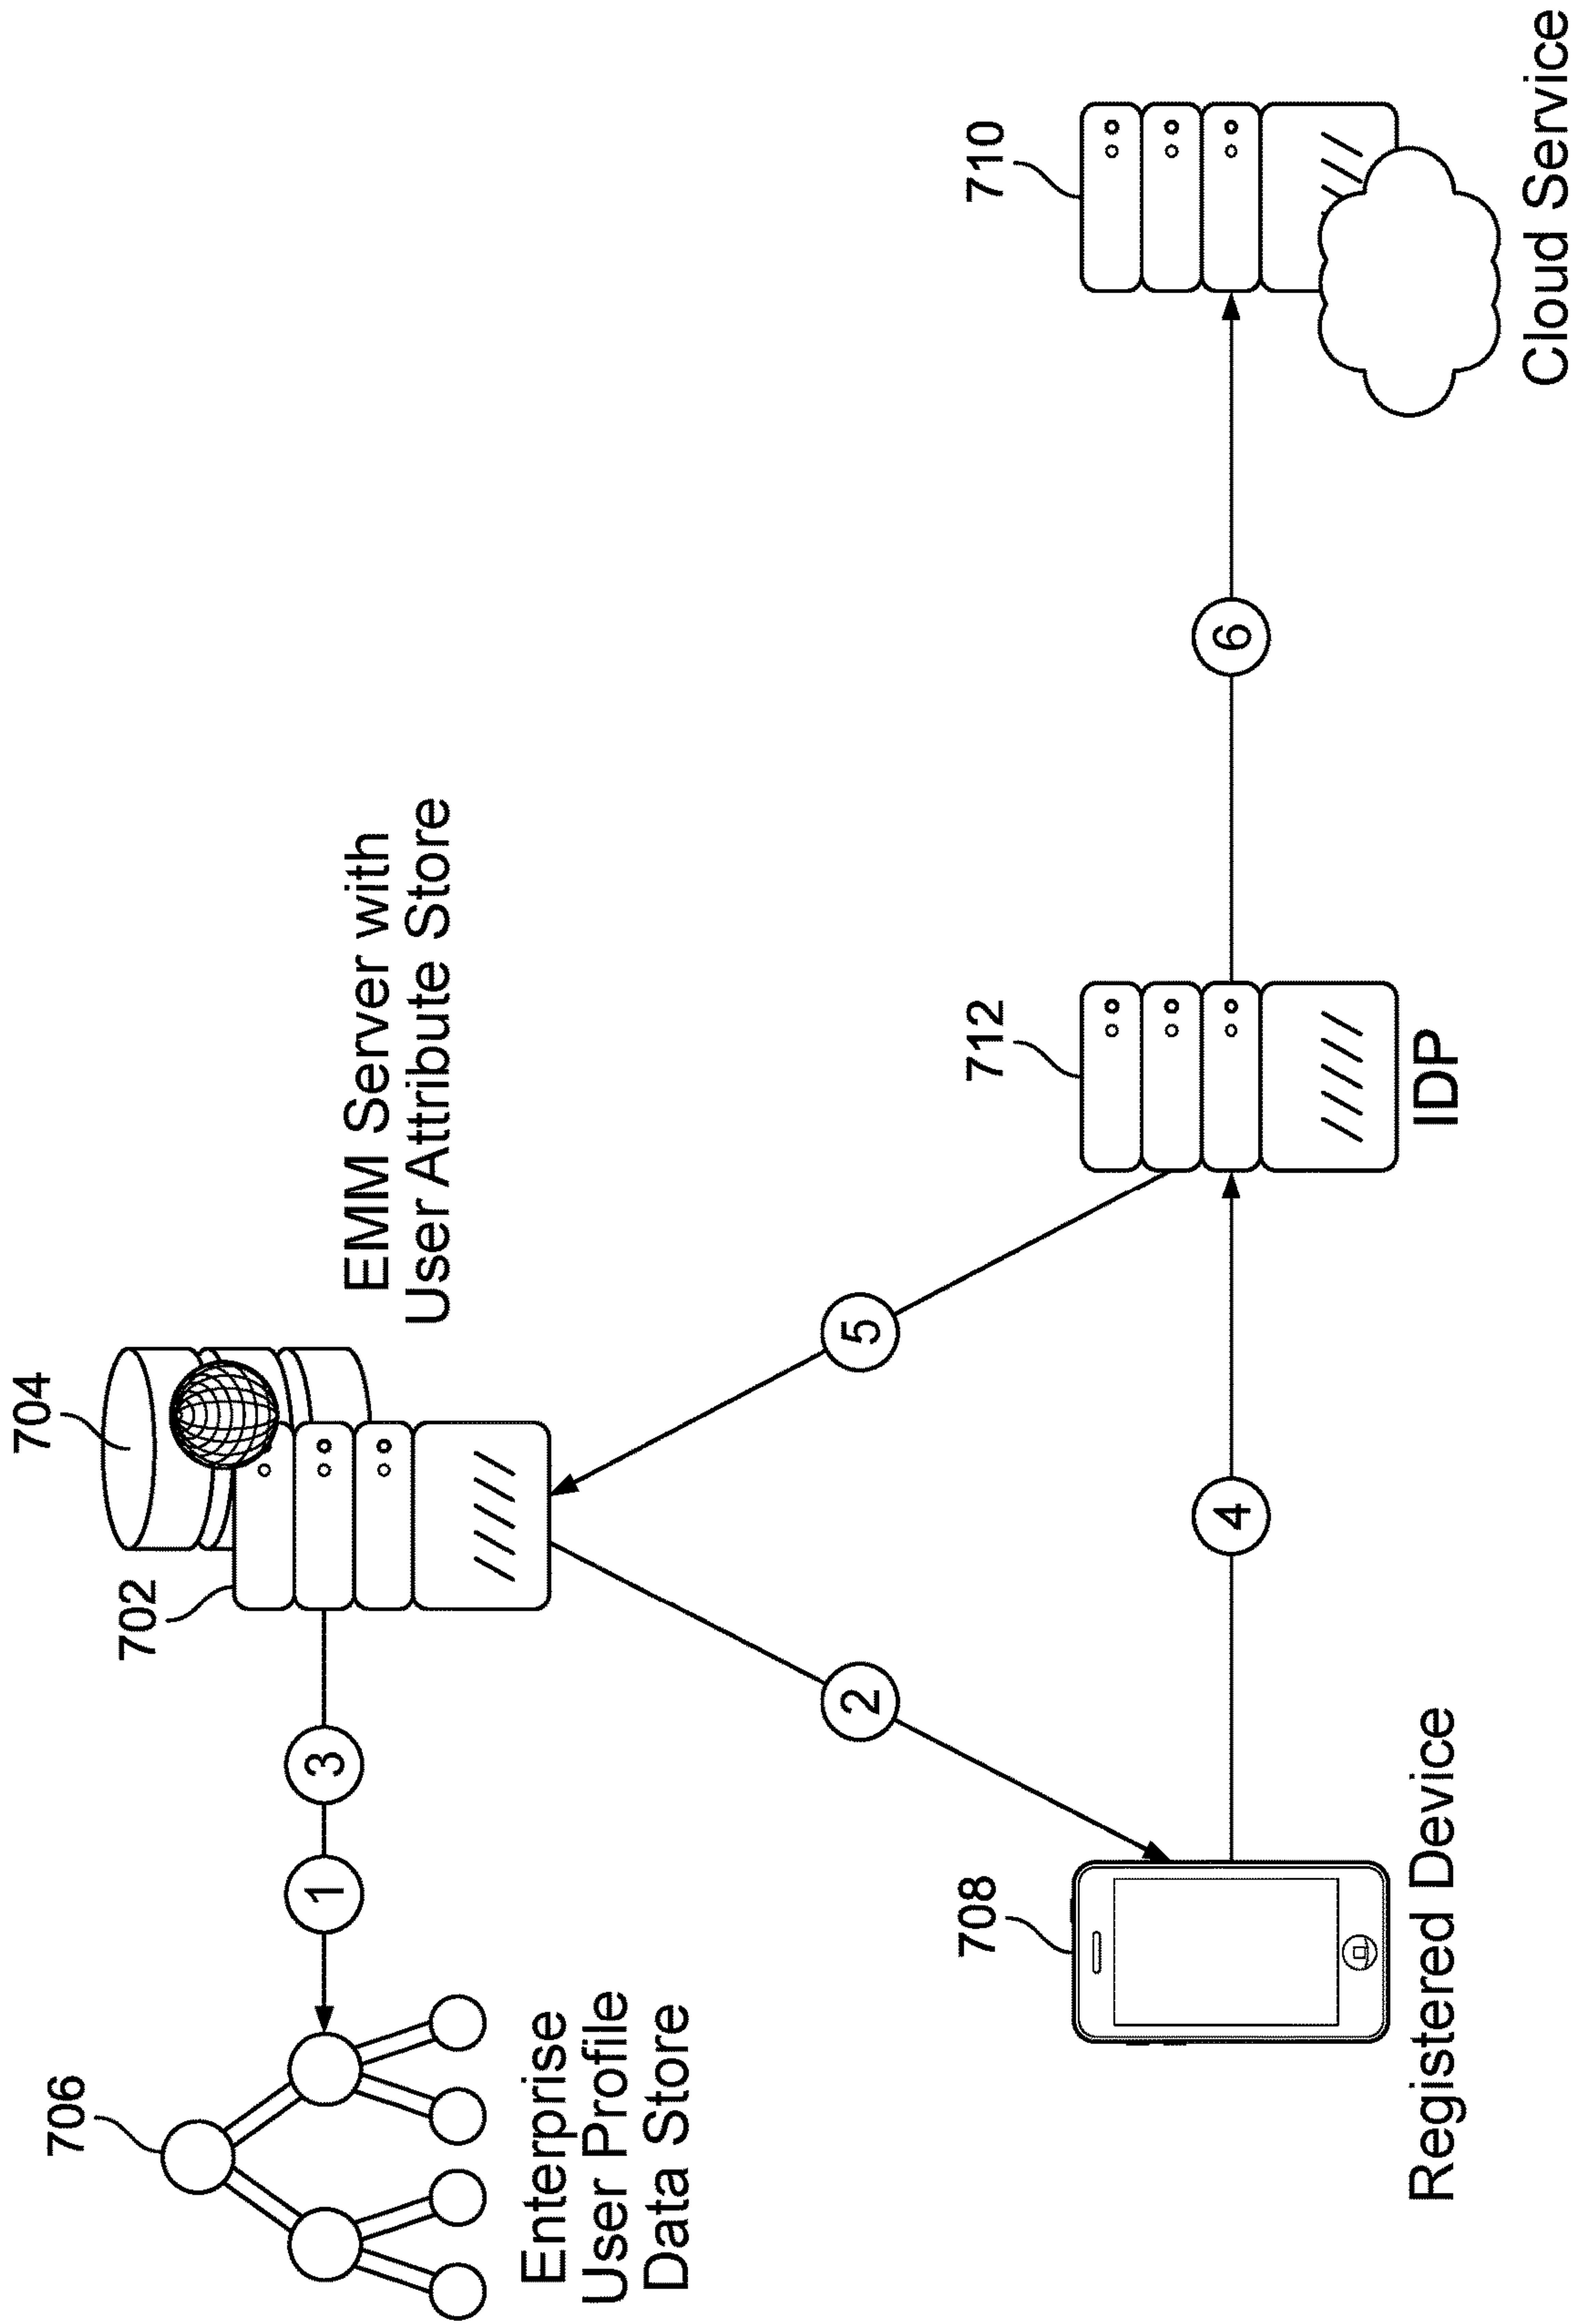 704
702
706
EMM Server with
User Attribute Store
3
1
Enterprise
User Profile
Data Store
2
5
708
712
710
4
6
Registered Device
IDP
Cloud Service